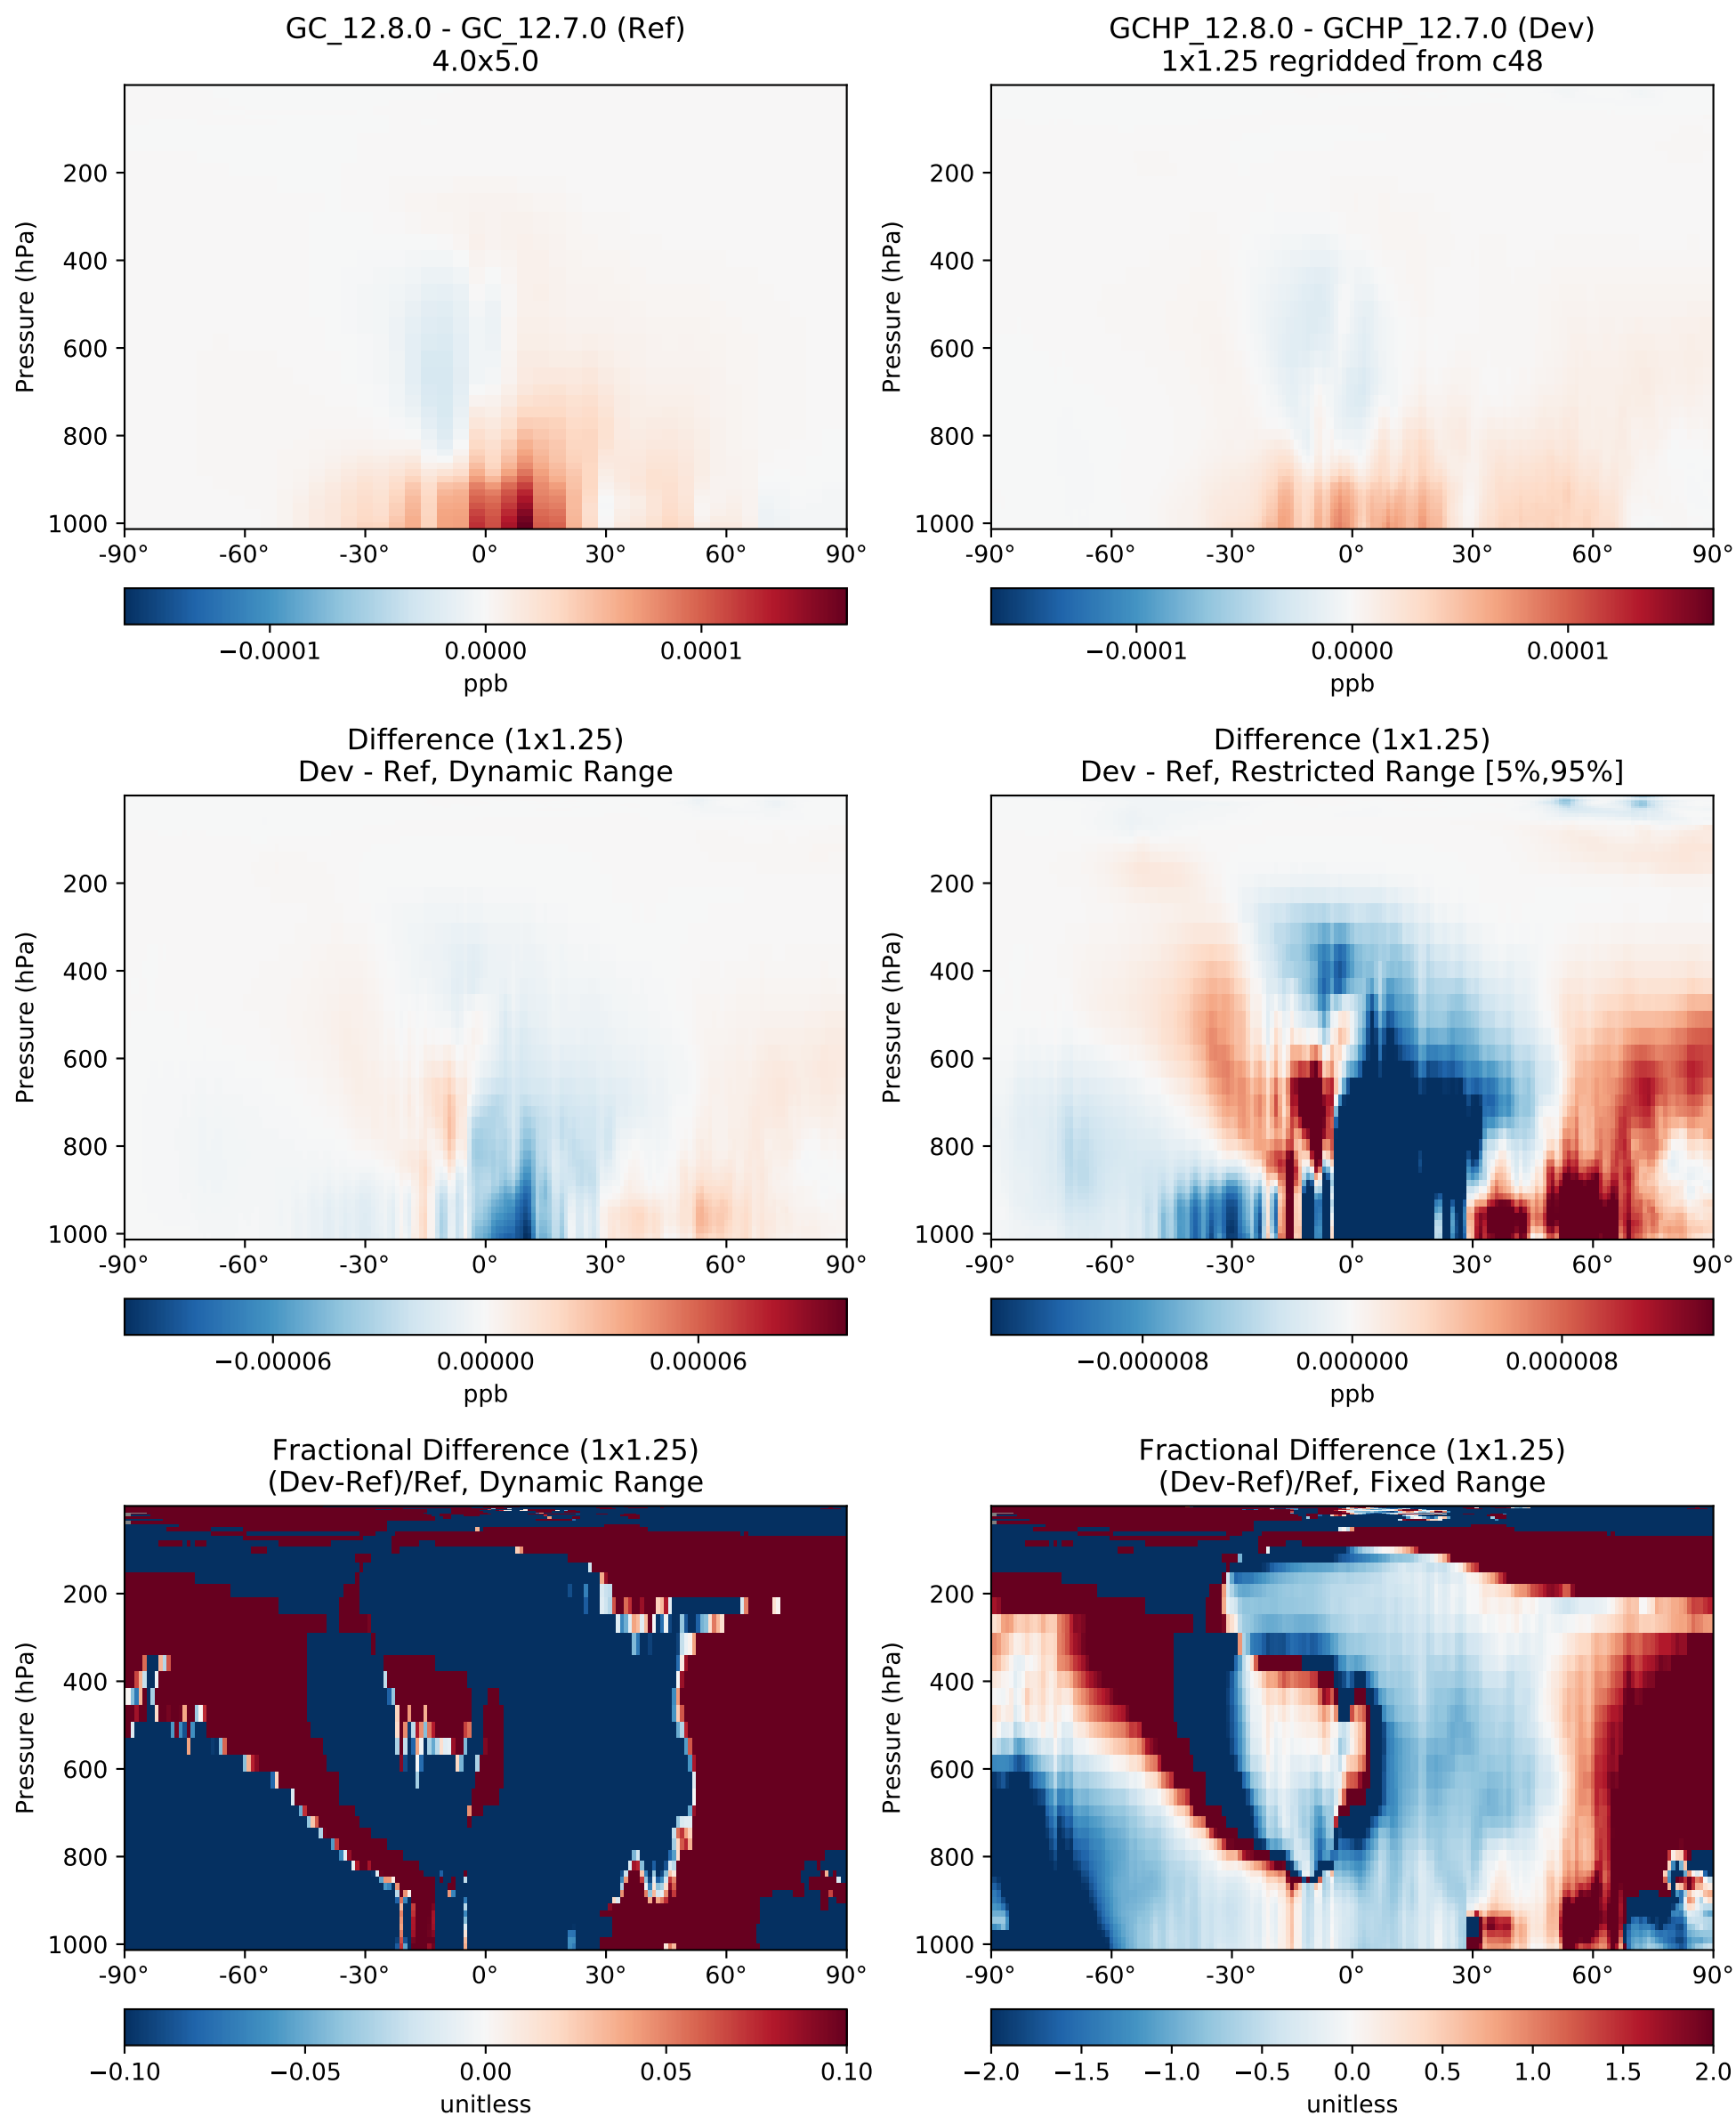 GC_12.8.0 - GC_12.7.0 (Ref)
4.0x5.0
GCHP_12.8.0 - GCHP_12.7.0 (Dev)
1x1.25 regridded from c48
Pressure (hPa)
200
400
600
800
1000
-90° -60° -30° 0° 30° 60° 90°
−0.0001 0.0000 0.0001
ppb
Pressure (hPa)
200
400
600
800
1000
-90° -60° -30° 0° 30° 60° 90°
−0.0001 0.0000 0.0001
ppb
Difference (1x1.25)
Dev - Ref, Dynamic Range
Difference (1x1.25)
Dev - Ref, Restricted Range [5%,95%]
Pressure (hPa)
200
400
600
800
1000
-90° -60° -30° 0° 30° 60° 90°
−0.00006 0.00000 0.00006
ppb
Pressure (hPa)
200
400
600
800
1000
-90° -60° -30° 0° 30° 60° 90°
−0.000008 0.000000 0.000008
ppb
Fractional Difference (1x1.25)
(Dev-Ref)/Ref, Dynamic Range
Fractional Difference (1x1.25)
(Dev-Ref)/Ref, Fixed Range
Pressure (hPa)
200
400
600
800
1000
-90° -60° -30° 0° 30° 60° 90°
−0.10 −0.05 0.00 0.05 0.10
unitless
Pressure (hPa)
200
400
600
800
1000
-90° -60° -30° 0° 30° 60° 90°
−2.0 −1.5 −1.0 −0.5 0.0 0.5 1.0 1.5 2.0
unitless